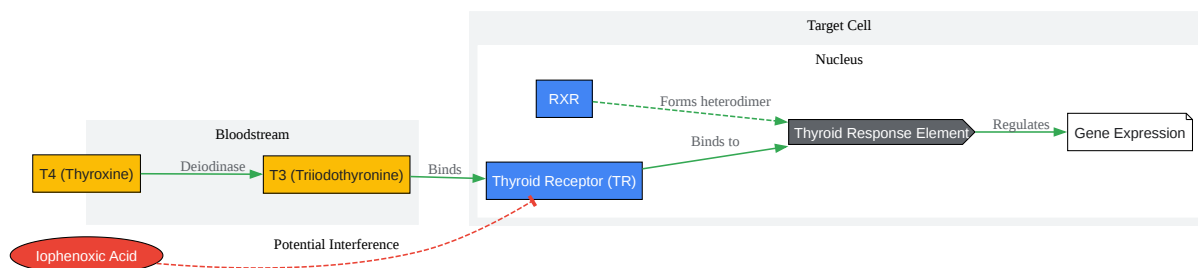 Target Cell
Nucleus
RXR
Forms heterodimer
Bloodstream
Thyroid Response Element
Regulates
Gene Expression
Binds to
T4 (Thyroxine)
Deiodinase
T3 (Triiodothyronine)
Binds
Thyroid Receptor (TR)
Potential Interference
Iophenoxic Acid